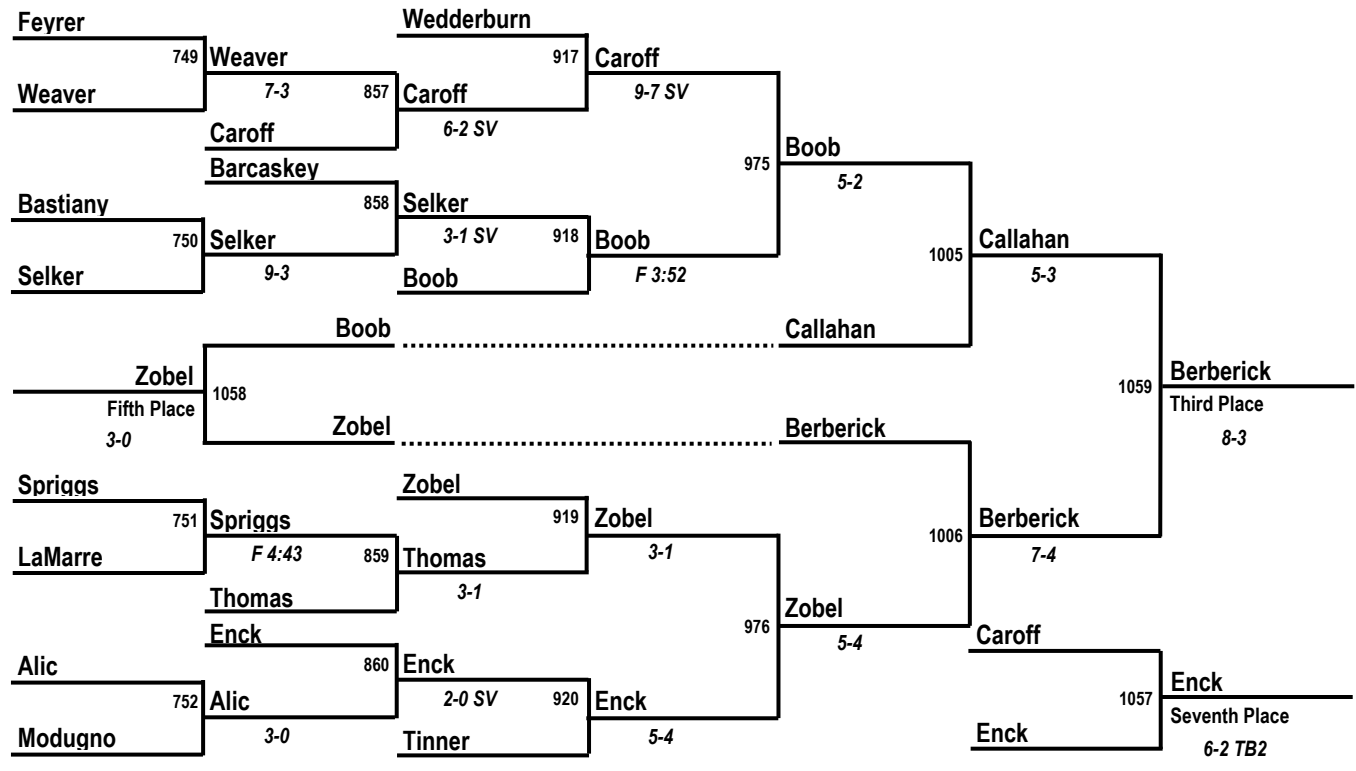 Feyrer
Wedderburn
749
Weaver
917
Caroff
Weaver
7-3
857
Caroff
9-7 SV
Caroff
6-2 SV
975
Boob
Barcaskey
5-2
Bastiany
858
Selker
750
Selker
3-1 SV
918
Boob
1005
Callahan
Selker
9-3
Boob
F 3:52
5-3
Boob
Callahan
Zobel
1058
1059
Berberick
Fifth Place
Third Place
3-0
Zobel
Berberick
8-3
Spriggs
Zobel
751
Spriggs
919
Zobel
1006
Berberick
LaMarre
F 4:43
859
Thomas
3-1
7-4
Thomas
3-1
976
Zobel
Enck
5-4
Caroff
Alic
860
Enck
752
Alic
2-0 SV
920
Enck
1057
Enck
Modugno
3-0
Tinner
5-4
Enck
Seventh Place
6-2 TB2